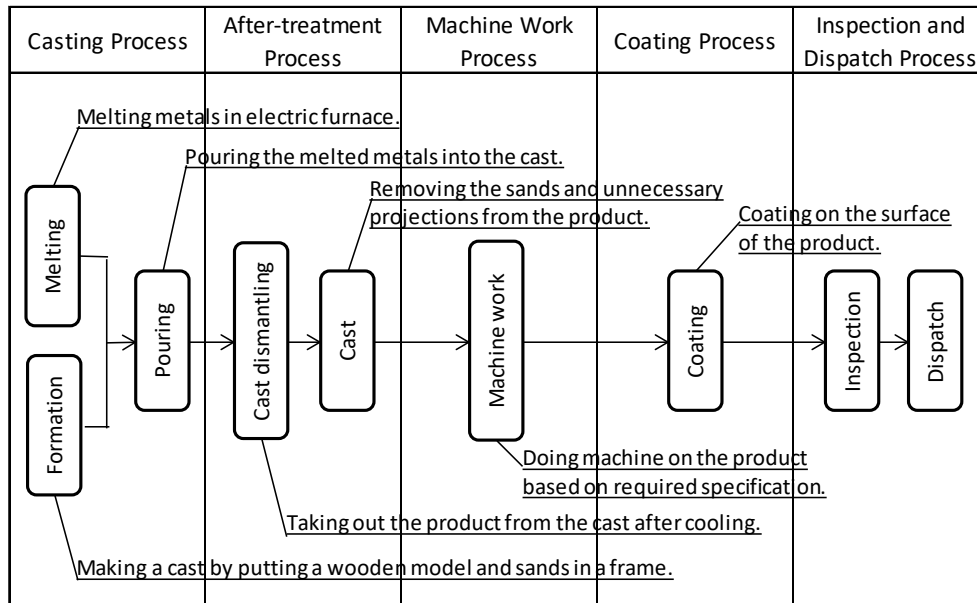 Casting Process
After-treatment
Process
Machine Work
Process
Coating Process
Inspection and
Dispatch Process
Melting metals in electric furnace.
Pouring the melted metals into the cast.
Removing the sands and unnecessary
projections from the product.
Coating on the surface
of the product.
Melting
Formation
Pouring
Cast dismantling
Cast
Machine work
Coating
Inspection
Dispatch
Doing machine on the product
based on required specification.
Taking out the product from the cast after cooling.
Making a cast by putting a wooden model and sands in a frame.